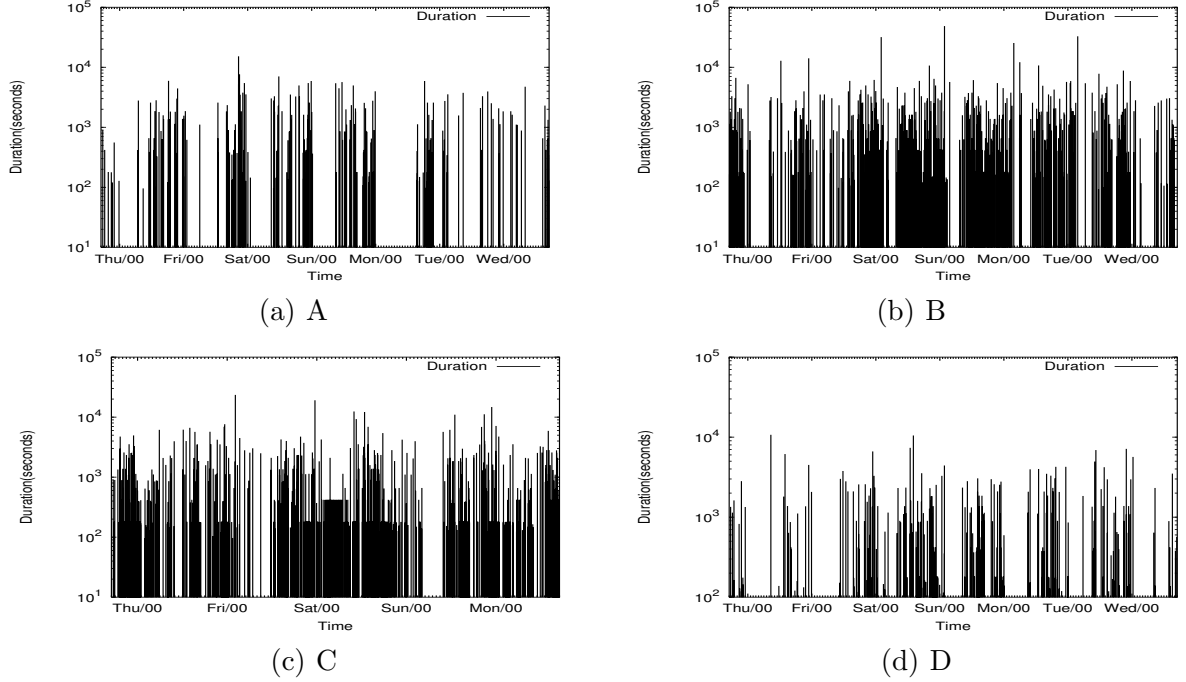 10^5
Duration
10^4
10^3
10^2
10^1
Duration(seconds)
Thu/00 Fri/00 Sat/00 Sun/00 Mon/00 Tue/00 Wed/00
Time
(a) A
10^5
Duration
10^4
10^3
10^2
10^1
Duration(seconds)
Thu/00 Fri/00 Sat/00 Sun/00 Mon/00 Tue/00 Wed/00
Time
(b) B
10^5
Duration
10^4
10^3
10^2
10^1
Duration(seconds)
Thu/00 Fri/00 Sat/00 Sun/00 Mon/00
Time
(c) C
10^5
Duration
10^4
10^3
10^2
Duration(seconds)
Thu/00 Fri/00 Sat/00 Sun/00 Mon/00 Tue/00 Wed/00
Time
(d) D